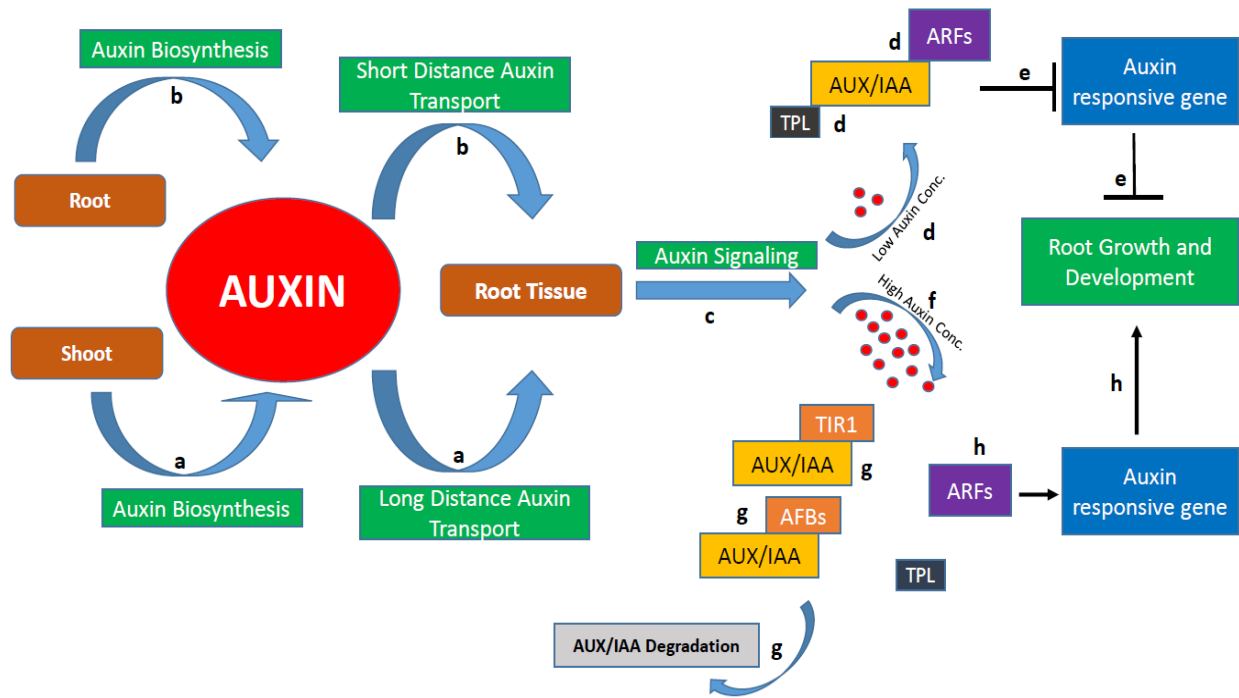 Auxin Biosynthesis
b
Root
AUXIN
Shoot
a
Auxin Biosynthesis
Short Distance Auxin
Transport
b
Root Tissue
a
Long Distance Auxin
Transport
Auxin Signaling
c
ARFs
d
AUX/IAA
TPL
d
Low Auxin Conc.
d
e
Auxin
responsive gene
e
Root Growth and
Development
High Auxin Conc.
f
TIR1
AUX/IAA
g
g
AFBs
AUX/IAA
AUX/IAA Degradation
g
TPL
h
ARFs
Auxin
responsive gene
h